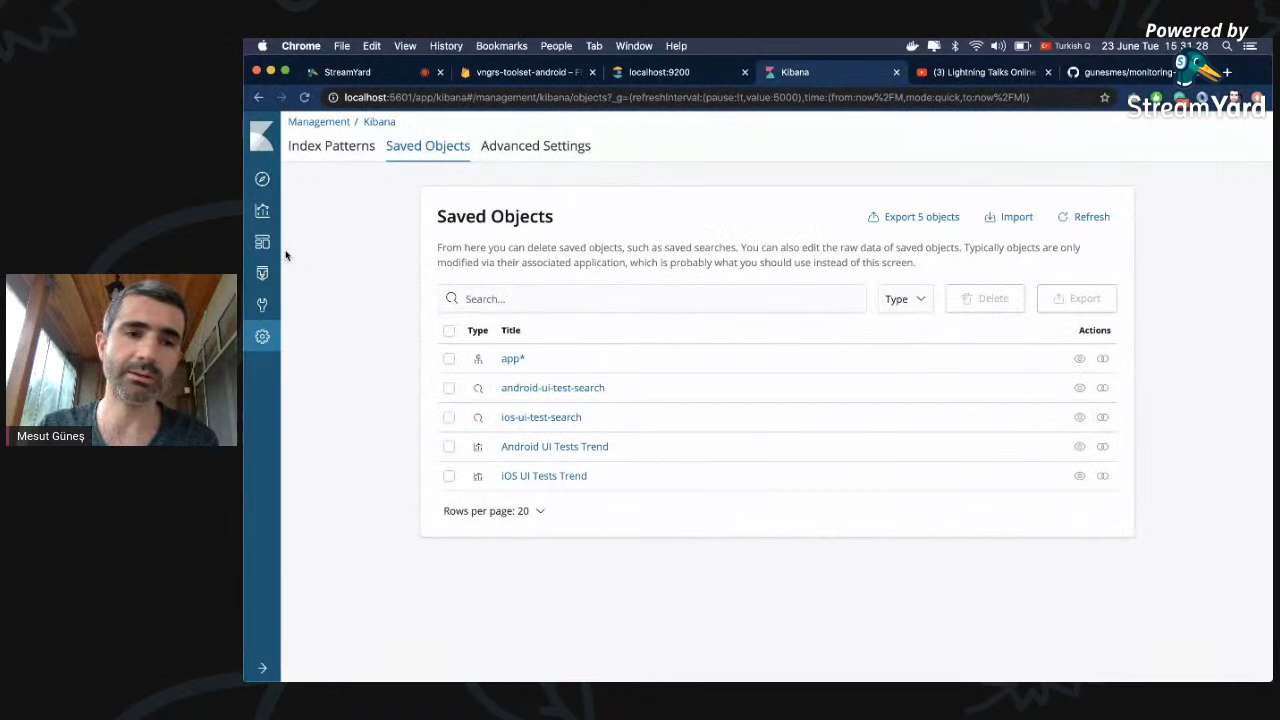 Powered by
StreamYard
Chrome File Edit View History Bookmarks People Tab Window Help
Turkish Q 23 June Tue 15:31:28
StreamYard
vngrs-toolset-android – Fi
localhost:9200
Kibana
(3) Lightning Talks Online
gunesmes/monitoring-
localhost:5601/app/kibana#/management/kibana/objects?_g=(refreshInterval:(pause:!t,value:5000),time:(from:now%2FM,mode:quick,to:now%2FM))
Management / Kibana
Index Patterns Saved Objects Advanced Settings
Saved Objects
Export 5 objects Import Refresh
From here you can delete saved objects, such as saved searches. You can also edit the raw data of saved objects. Typically objects are only
modified via their associated application, which is probably what you should use instead of this screen.
Search... Type Delete Export
Type Title Actions
app*
android-ui-test-search
ios-ui-test-search
Android UI Tests Trend
iOS UI Tests Trend
Rows per page: 20
Mesut Güneş